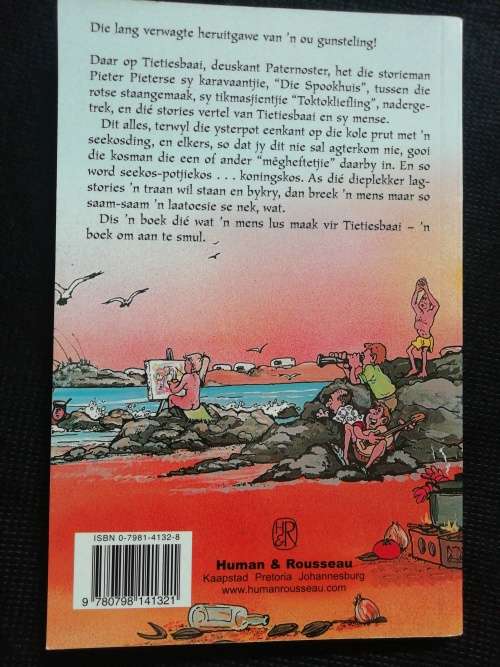 Die lang verwagte heruitgawe van 'n ou gunsteling!
Daar op Tietiesbaai, deuskant Paternoster, het die storieman
Pieter Pieterse sy karavaantjie, "Die Spookhuis", tussen die
rotse staangemaak, sy tikmasjientjie "Toktokliefling", naderge-
trek, en dié stories vertel van Tietiesbaai en sy mense.
Dit alles, terwyl die ysterpot eenkant op die kole prut met 'n
seekosding, en elkers, so dat jy dit nie sal agterkom nie, gooi
die kosman die een of ander "mêgheftetjie" daarby in. En so
word seekos-potjiekos . . . koningskos. As dié dieplekker lag-
stories 'n traan wil staan en bykry, dan breek 'n mens maar so
saam-saam 'n laatoesie se nek, wat.
Dis 'n boek dié wat 'n mens lus maak vir Tietiesbaai – 'n
boek om aan te smul.
ISBN 0-7981-4132-8
9 780798 141321
H&R
Human & Rousseau
Kaapstad Pretoria Johannesburg
www.humanrousseau.com